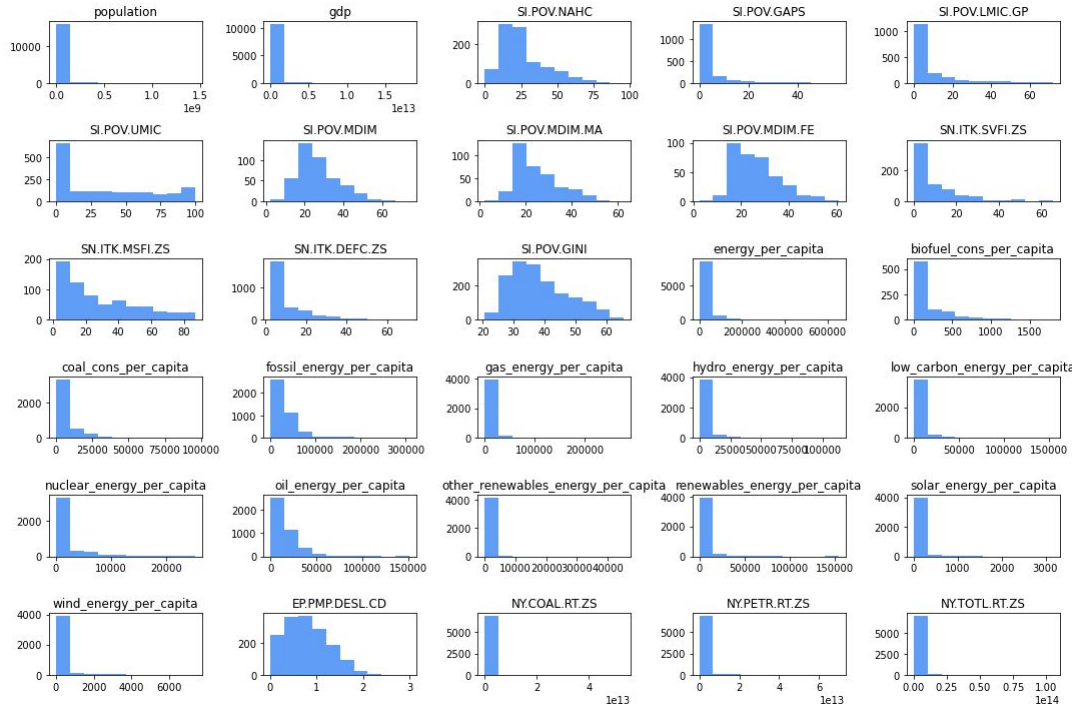 population gdp SI.POV.NAHC SI.POV.GAPS SI.POV.LMIC.GP
10000 10000 200 1000 1000
5000 500 500
0 0 0 0 0
0.0 0.5 1.0 1.5 0.0 0.5 1.0 1.5 0 25 50 75 100 0 20 40 0 20 40 60
1e9 1e13
SI.POV.UMIC SI.POV.MDIM SI.POV.MDIM.MA SI.POV.MDIM.FE SN.ITK.SVFI.ZS
500 100 100 100 200
250 50 50
0 0 0 0 0
0 25 50 75 100 0 20 40 60 0 20 40 60 0 20 40 60 0 20 40 60
SN.ITK.MSFI.ZS SN.ITK.DEFC.ZS SI.POV.GINI energy_per_capita biofuel_cons_per_capita
200 1000 200 5000 500
100 250
0 0 0 0 0
0 20 40 60 80 0 20 40 60 20 30 40 50 60 0 200000 400000 600000 0 500 1000 1500
coal_cons_per_capita fossil_energy_per_capita gas_energy_per_capita hydro_energy_per_capita low_carbon_energy_per_capita
2000 2000 4000 4000 2000
1000 2000 2000
0 0 0 0 0
0 25000 50000 75000 100000 0 100000 200000 300000 0 100000 200000 0 25000 50000 75000 100000 0 50000 100000 150000
nuclear_energy_per_capita oil_energy_per_capita other_renewables_energy_per_capita renewables_energy_per_capita solar_energy_per_capita
2000 2000 4000 4000 4000
1000 2000 2000 2000
0 0 0 0 0
0 10000 20000 0 50000 100000 150000 0 10000 20000 30000 40000 0 50000 100000 150000 0 1000 2000 3000
wind_energy_per_capita EP.PMP.DESL.CD NY.COAL.RT.ZS NY.PETR.RT.ZS NY.TOTL.RT.ZS
4000 200 5000 5000 5000
2000 2500 2500 2500
0 0 0 0 0
0 2000 4000 6000 0 1 2 3 0 2 4 0 2 4 6 0.00 0.25 0.50 0.75 1.00
1e13 1e13 1e14